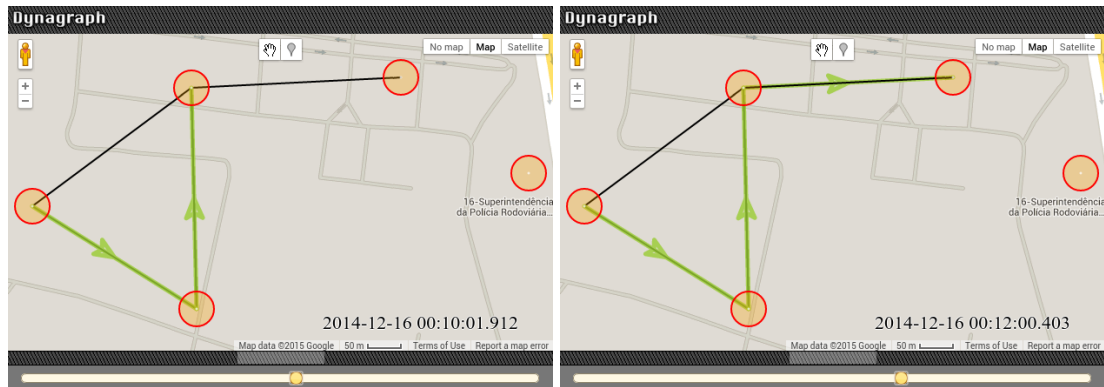 Dynagraph
No map Map Satellite
+
−
16-Superintendência
da Polícia Rodoviária...
2014-12-16 00:10:01.912
Map data ©2015 Google 50 m Terms of Use Report a map error
Dynagraph
No map Map Satellite
+
−
16-Superintendência
da Polícia Rodoviária...
2014-12-16 00:12:00.403
Map data ©2015 Google 50 m Terms of Use Report a map error